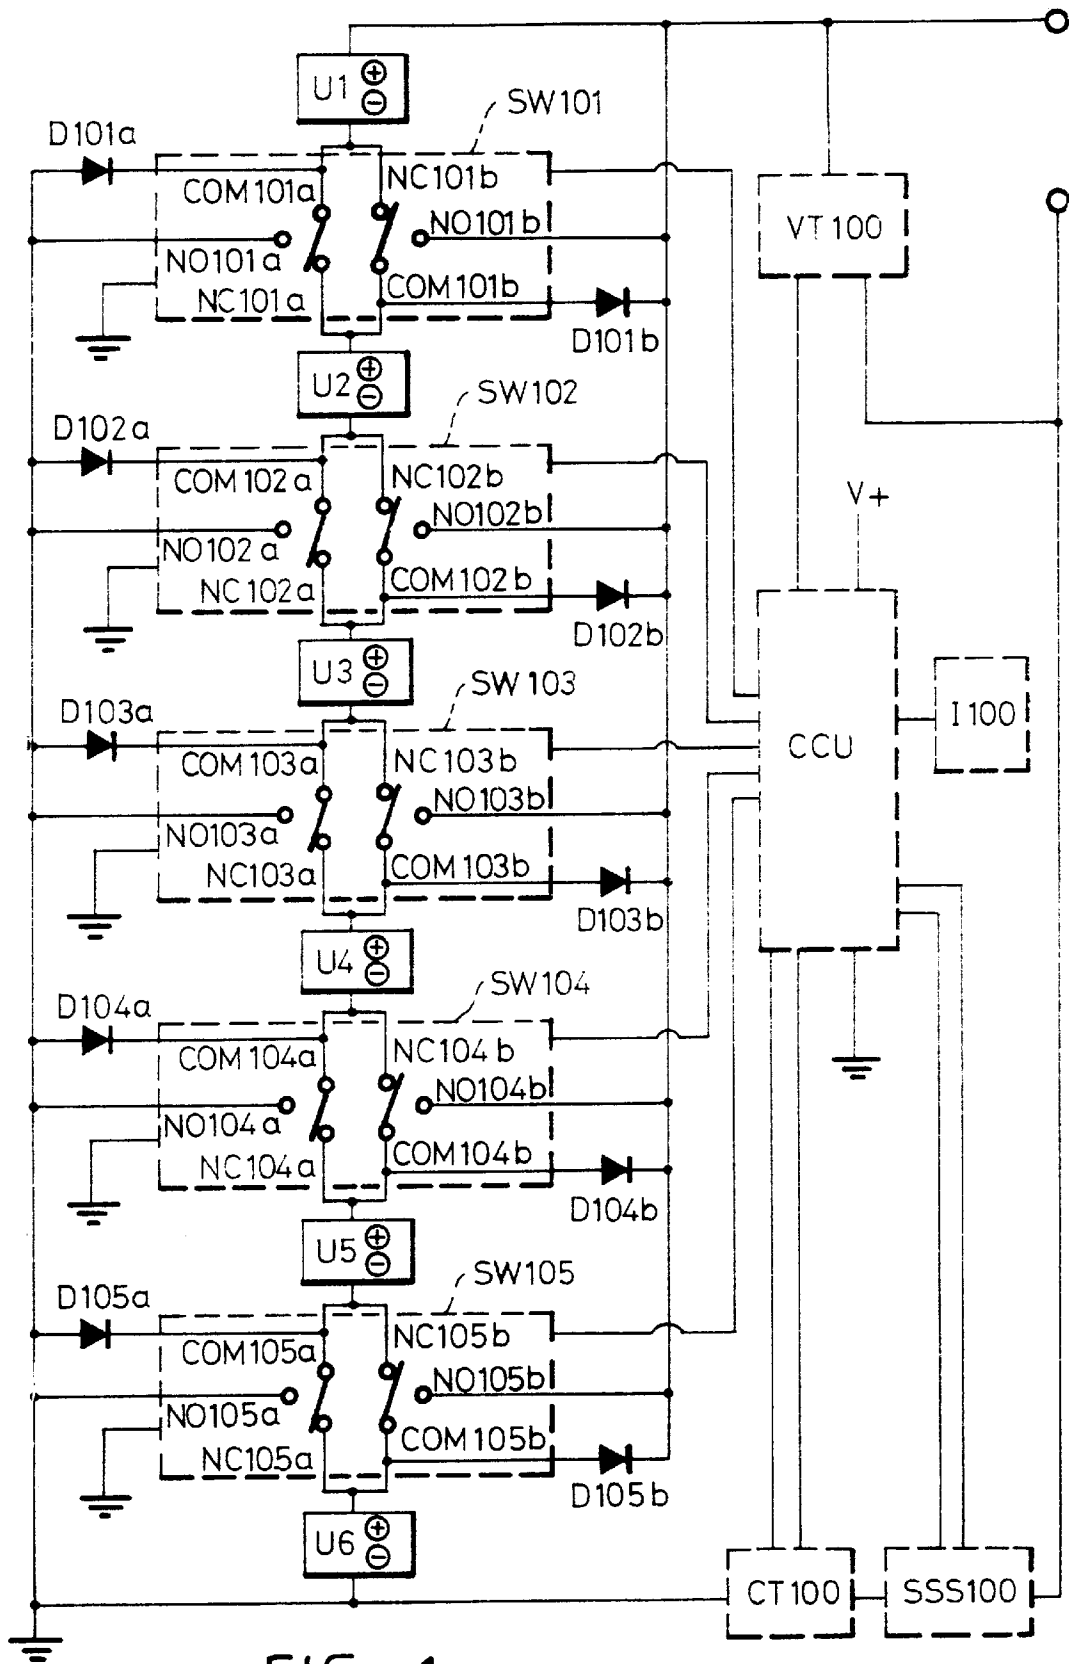 U1 ⊕
⊖
SW101
D101a
COM101a
NC101b
NO101a
NO101b
NC101a
COM101b
D101b
VT100
U2 ⊕
⊖
SW102
D102a
COM102a
NC102b
NO102a
NO102b
NC102a
COM102b
D102b
V+
U3 ⊕
⊖
SW103
D103a
COM103a
NC103b
NO103a
NO103b
NC103a
COM103b
D103b
CCU
I100
U4 ⊕
⊖
SW104
D104a
COM104a
NC104b
NO104a
NO104b
NC104a
COM104b
D104b
U5 ⊕
⊖
SW105
D105a
COM105a
NC105b
NO105a
NO105b
NC105a
COM105b
D105b
U6 ⊕
⊖
CT100
SSS100